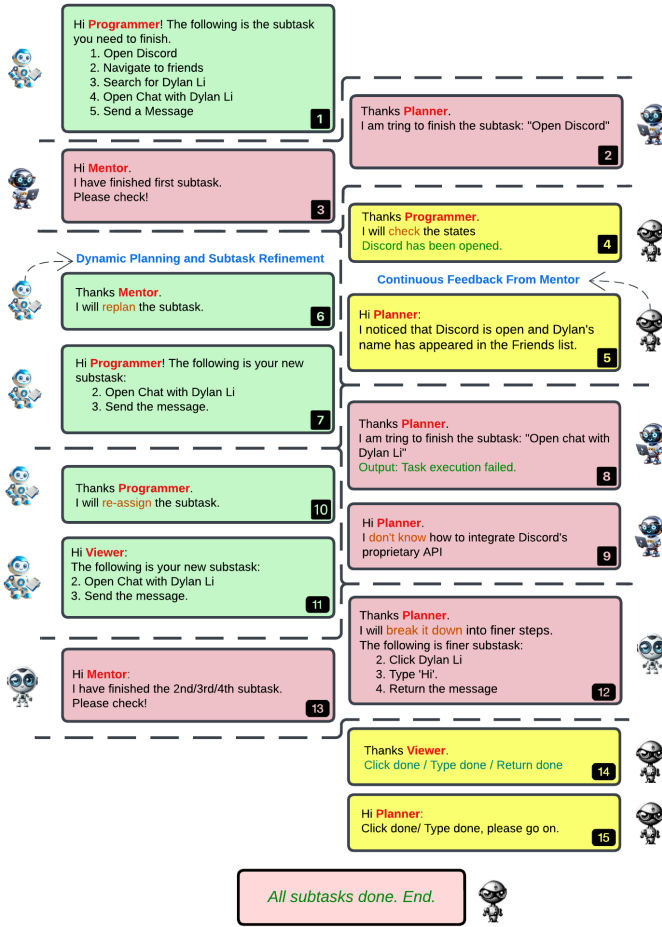 Hi Programmer! The following is the subtask
you need to finish.
1. Open Discord
2. Navigate to friends
3. Search for Dylan Li
4. Open Chat with Dylan Li
5. Send a Message
1
Thanks Planner.
I am tring to finish the subtask: "Open Discord"
2
Hi Mentor.
I have finished first subtask.
Please check!
3
Thanks Programmer.
I will check the states
Discord has been opened.
4
Continuous Feedback From Mentor
Hi Planner:
I noticed that Discord is open and Dylan's
name has appeared in the Friends list.
5
Dynamic Planning and Subtask Refinement
Thanks Mentor.
I will replan the subtask.
6
Hi Programmer! The following is your new
substask:
2. Open Chat with Dylan Li
3. Send the message.
7
Thanks Planner.
I am tring to finish the subtask: "Open chat with
Dylan Li"
Output: Task execution failed.
8
Hi Planner.
I don't know how to integrate Discord's
proprietary API
9
Thanks Programmer.
I will re-assign the subtask.
10
Hi Viewer:
The following is your new substask:
2. Open Chat with Dylan Li
3. Send the message.
11
Thanks Planner.
I will break it down into finer steps.
The following is finer substask:
2. Click Dylan Li
3. Type 'Hi'.
4. Return the message
12
Hi Mentor:
I have finished the 2nd/3rd/4th subtask.
Please check!
13
Thanks Viewer.
Click done / Type done / Return done
14
Hi Planner:
Click done/ Type done, please go on.
15
All subtasks done. End.